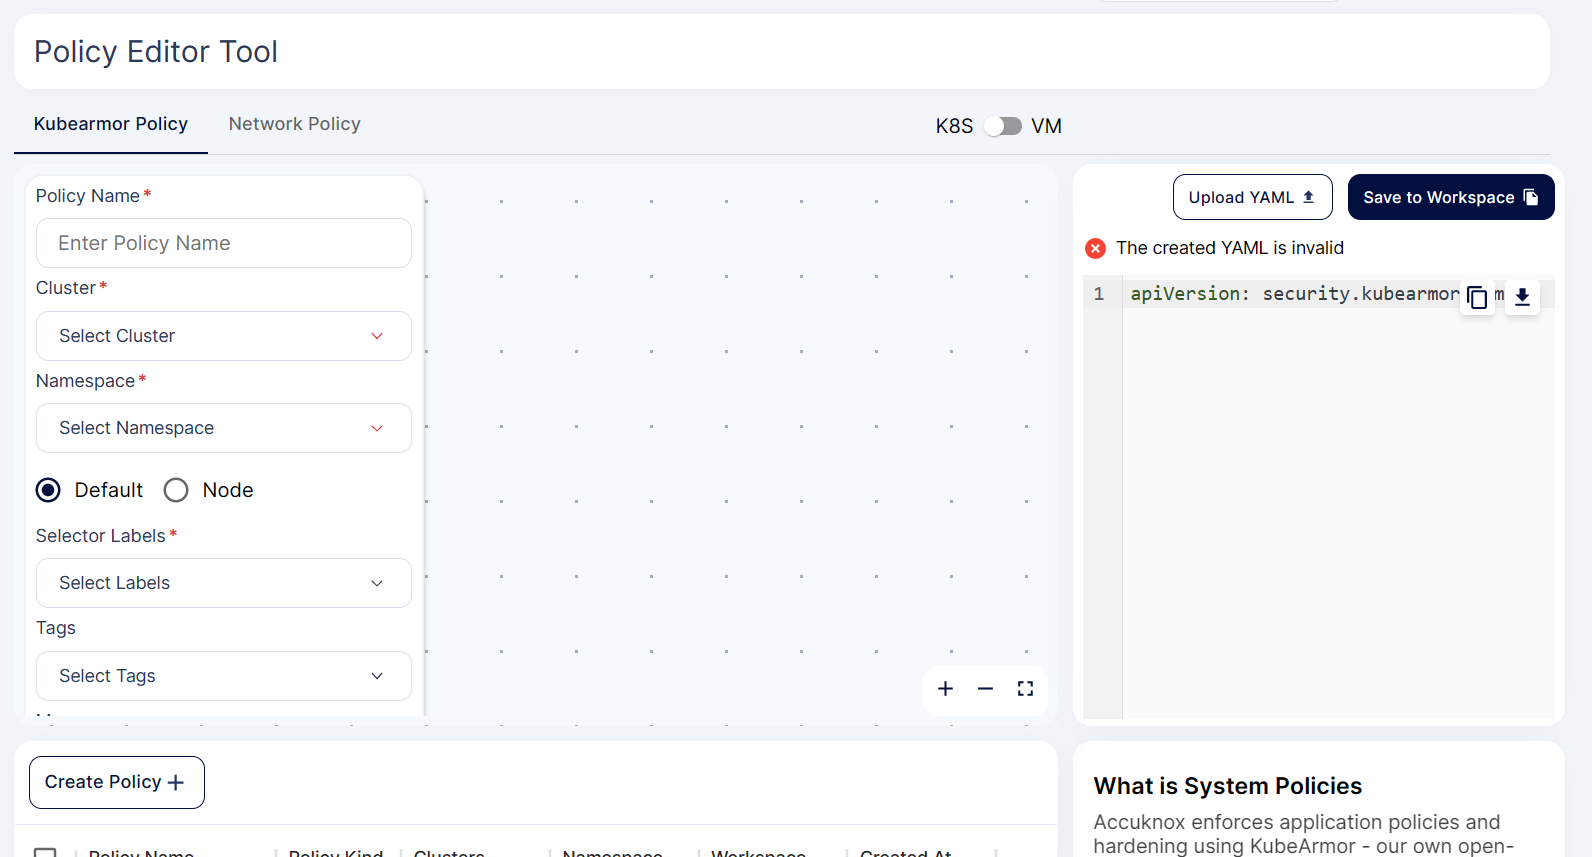 Policy Editor Tool
Kubearmor Policy
Network Policy
K8S
VM
Policy Name*
Enter Policy Name
Cluster*
Select Cluster
Namespace*
Select Namespace
Default
Node
Selector Labels*
Select Labels
Tags
Select Tags
Upload YAML
Save to Workspace
The created YAML is invalid
1 apiVersion: security.kubearmor
Create Policy
Policy Name
Policy Kind
Clusters
Namespace
Workspace
Created At
What is System Policies
Accuknox enforces application policies and
hardening using KubeArmor - our own open-